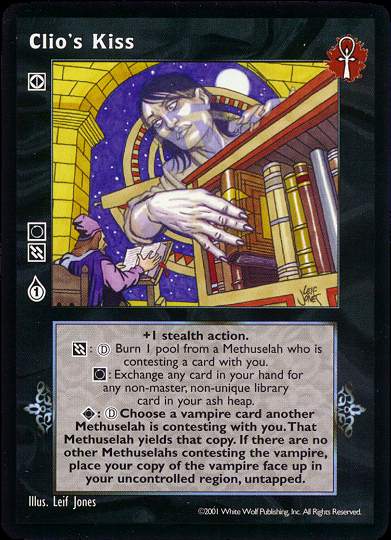 Clio's Kiss
1
LEIF
JONES
+1 stealth action.
: Ⓓ Burn 1 pool from a Methuselah who is
contesting a card with you.
: Exchange any card in your hand for
any non-master, non-unique library
card in your ash heap.
: Ⓓ Choose a vampire card another
Methuselah is contesting with you. That
Methuselah yields that copy. If there are
no other Methuselahs contesting the vampire,
place your copy of the vampire face up in
your uncontrolled region, untapped.
Illus. Leif Jones
©2001 White Wolf Publishing, Inc. All Rights Reserved.